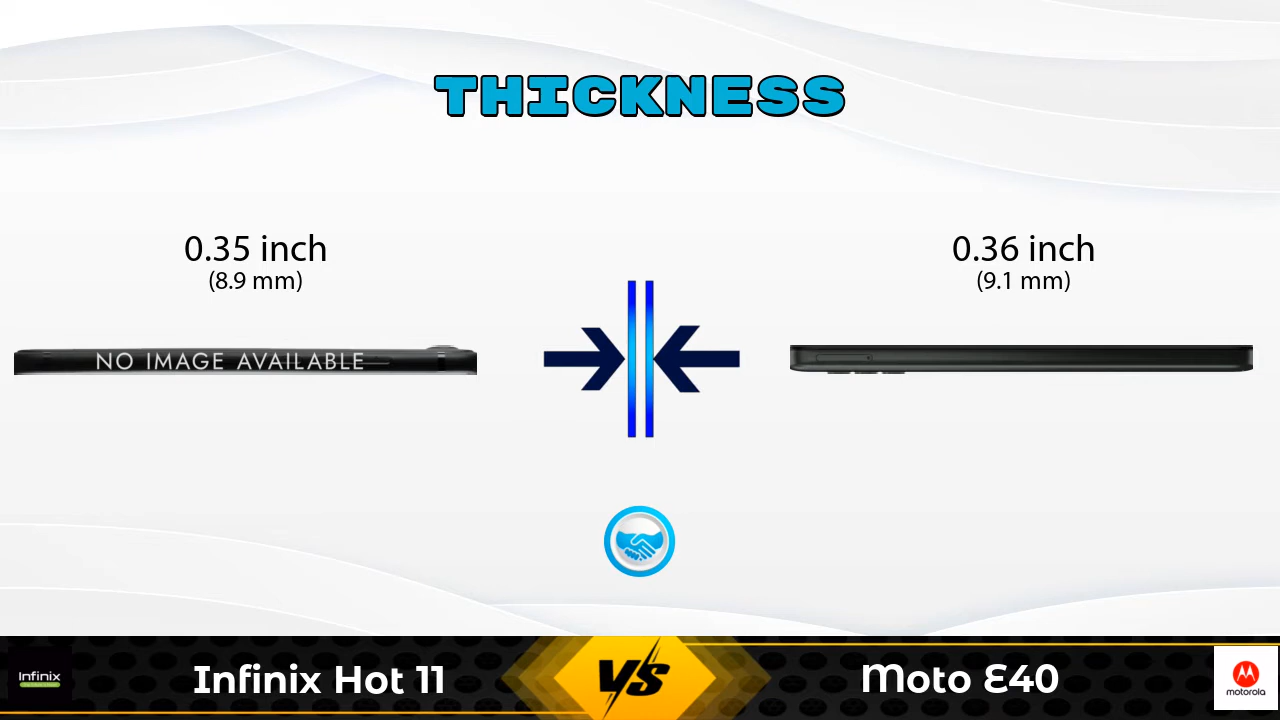 THICKNESS
0.35 inch
(8.9 mm)
0.36 inch
(9.1 mm)
NO IMAGE AVAILABLE
Infinix
Infinix Hot 11
VS
Moto E40
motorola